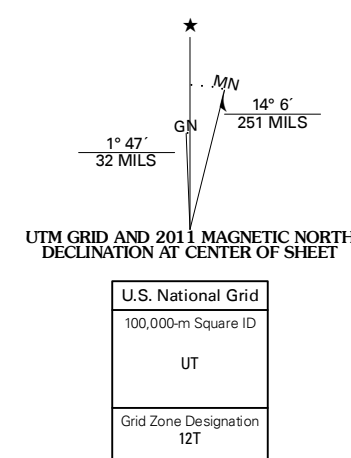 MN
GN
14° 6´
251 MILS
1° 47´
32 MILS
UTM GRID AND 2011 MAGNETIC NORTH
DECLINATION AT CENTER OF SHEET
U.S. National Grid
100,000-m Square ID
UT
Grid Zone Designation
12T